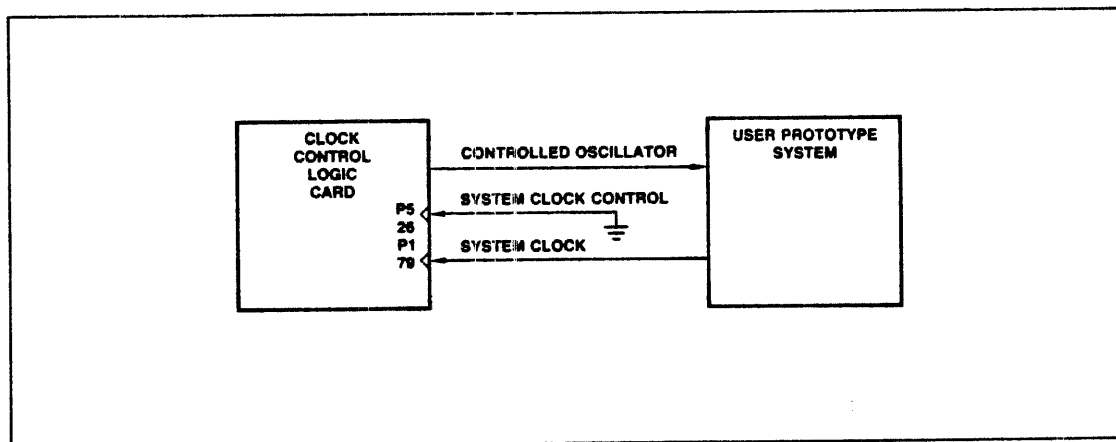 CLOCK
CONTROL
LOGIC
CARD
CONTROLLED OSCILLATOR
SYSTEM CLOCK CONTROL
SYSTEM CLOCK
P5
26
P1
79
USER PROTOTYPE
SYSTEM